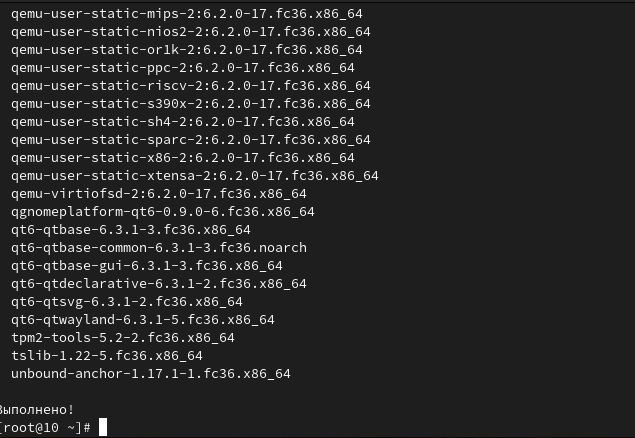 qemu-user-static-mips-2:6.2.0-17.fc36.x86_64
qemu-user-static-nios2-2:6.2.0-17.fc36.x86_64
qemu-user-static-or1k-2:6.2.0-17.fc36.x86_64
qemu-user-static-ppc-2:6.2.0-17.fc36.x86_64
qemu-user-static-riscv-2:6.2.0-17.fc36.x86_64
qemu-user-static-s390x-2:6.2.0-17.fc36.x86_64
qemu-user-static-sh4-2:6.2.0-17.fc36.x86_64
qemu-user-static-sparc-2:6.2.0-17.fc36.x86_64
qemu-user-static-x86-2:6.2.0-17.fc36.x86_64
qemu-user-static-xtensa-2:6.2.0-17.fc36.x86_64
qemu-virtiofsd-2:6.2.0-17.fc36.x86_64
qgnomeplatform-qt6-0.9.0-6.fc36.x86_64
qt6-qtbase-6.3.1-3.fc36.x86_64
qt6-qtbase-common-6.3.1-3.fc36.noarch
qt6-qtbase-gui-6.3.1-3.fc36.x86_64
qt6-qtdeclarative-6.3.1-2.fc36.x86_64
qt6-qtsvg-6.3.1-2.fc36.x86_64
qt6-qtwayland-6.3.1-5.fc36.x86_64
tpm2-tools-5.2-2.fc36.x86_64
tslib-1.22-5.fc36.x86_64
unbound-anchor-1.17.1-1.fc36.x86_64
Выполнено!
[root@10 ~]#